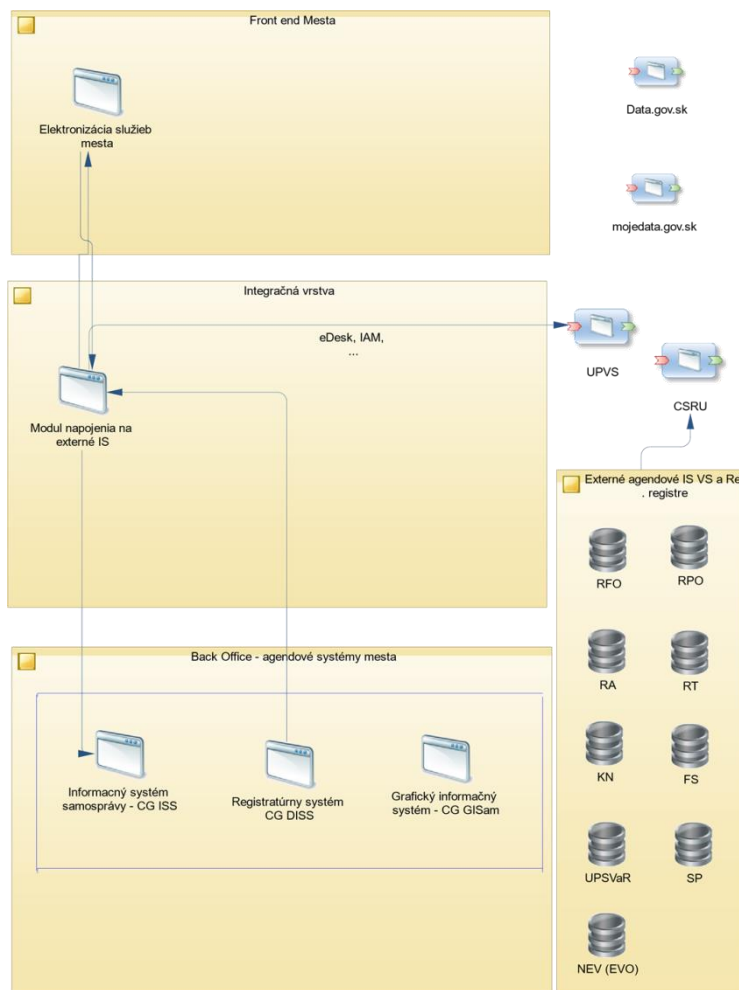 Front end Mesta
Elektronizácia služieb
mesta
Data.gov.sk
mojedata.gov.sk
Integračná vrstva
eDesk, IAM,
...
Modul napojenia na
externé IS
UPVS
CSRU
Externé agendové IS VS a Re
. registre
RFO
RPO
RA
RT
KN
FS
UPSVaR
SP
NEV (EVO)
Back Office - agendové systémy mesta
Informacný systém
samosprávy - CG ISS
Registratúrny systém
CG DISS
Grafický informačný
systém - CG GISam